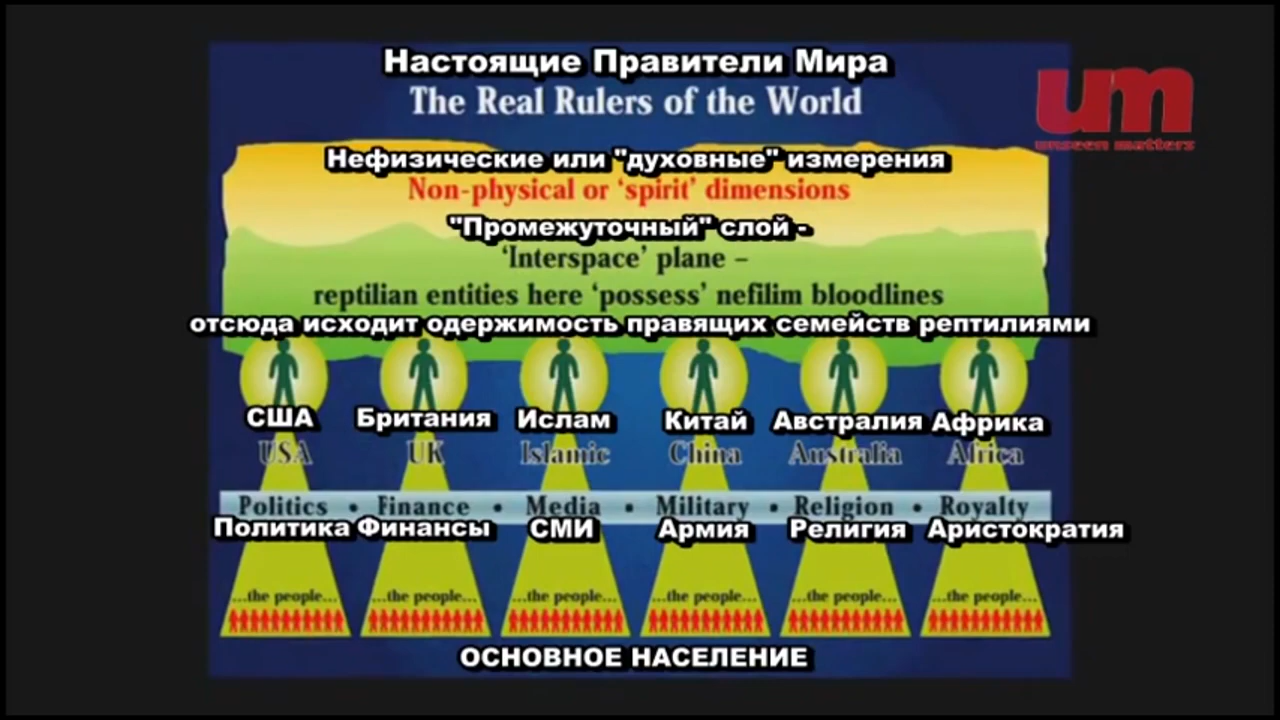 Настоящие Правители Мира
The Real Rulers of the World
um
unseen matters
Нефизические или "духовные" измерения
Non-physical or ‘spirit’ dimensions
"Промежуточный" слой -
‘Interspace’ plane –
reptilian entities here ‘possess’ nefilim bloodlines
отсюда исходит одержимость правящих семейств рептилиями
США Британия Ислам Китай Австралия Африка
USA UK Islamic China Australia Africa
Politics • Finance • Media • Military • Religion • Royalty
Политика Финансы СМИ Армия Религия Аристократия
...the people... ...the people... ...the people... ...the people... ...the people... ...the people...
ОСНОВНОЕ НАСЕЛЕНИЕ